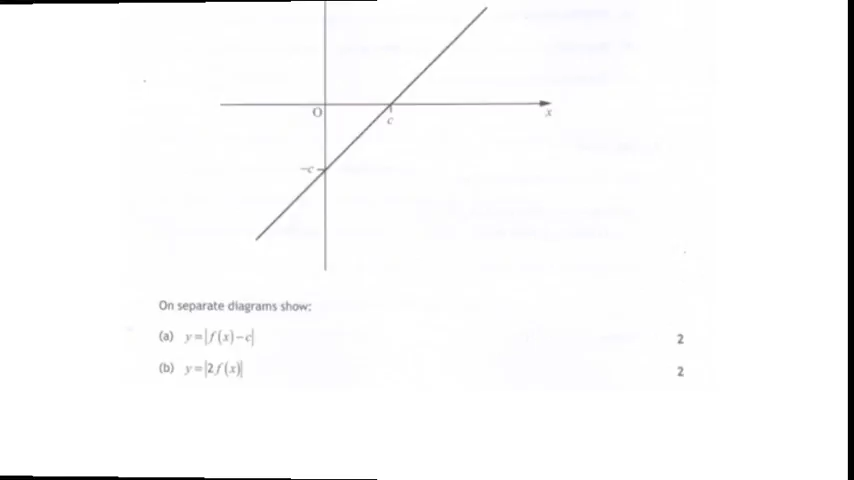 O
c
x
-c
On separate diagrams show:
(a) y=|f(x)-c|
2
(b) y=|2f(x)|
2